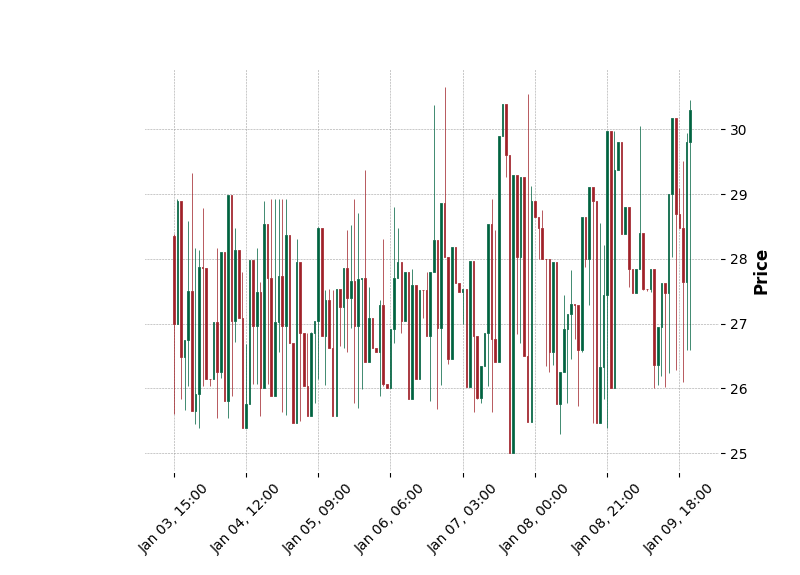 30
29
28
27
26
25
Price
Jan 03, 15:00
Jan 04, 12:00
Jan 05, 09:00
Jan 06, 06:00
Jan 07, 03:00
Jan 08, 00:00
Jan 08, 21:00
Jan 09, 18:00